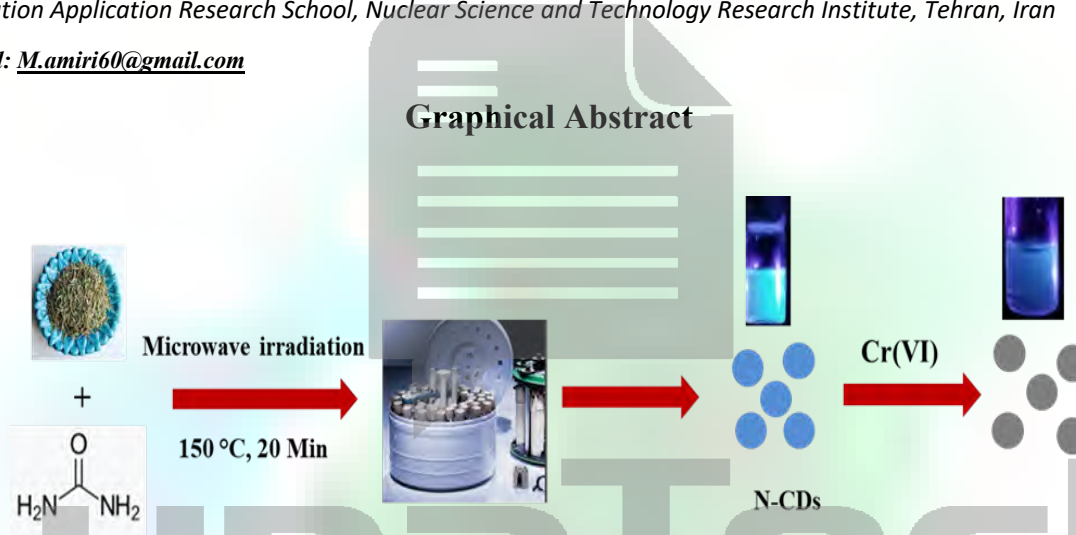 ation Application Research School, Nuclear Science and Technology Research Institute, Tehran, Iran
l: M.amiri60@gmail.com
Graphical Abstract
Microwave irradiation
Cr(VI)
+
150 °C, 20 Min
O
H₂N NH₂
N-CDs